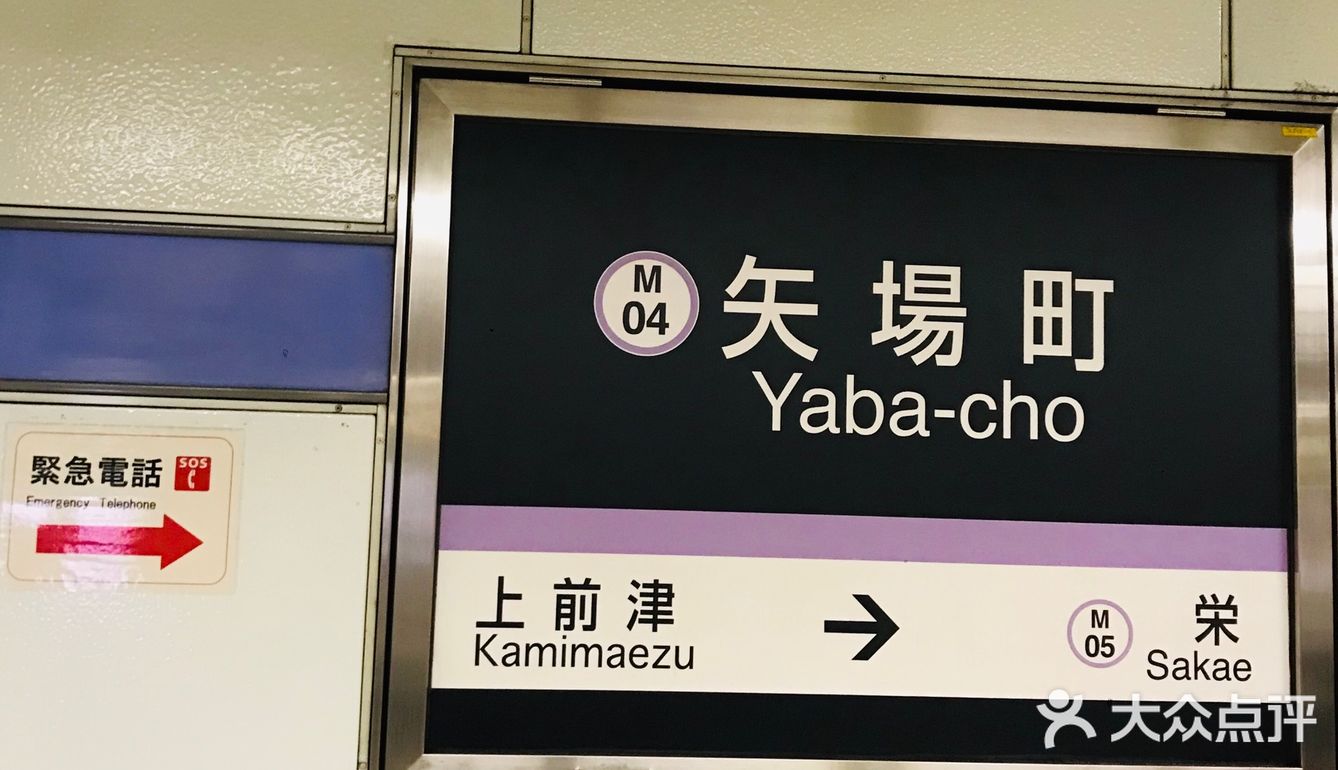 M
04
矢場町
Yaba-cho
緊急電話 SOS
Emergency Telephone
上前津
Kamimaezu
→
M
05
栄
Sakae
大众点评